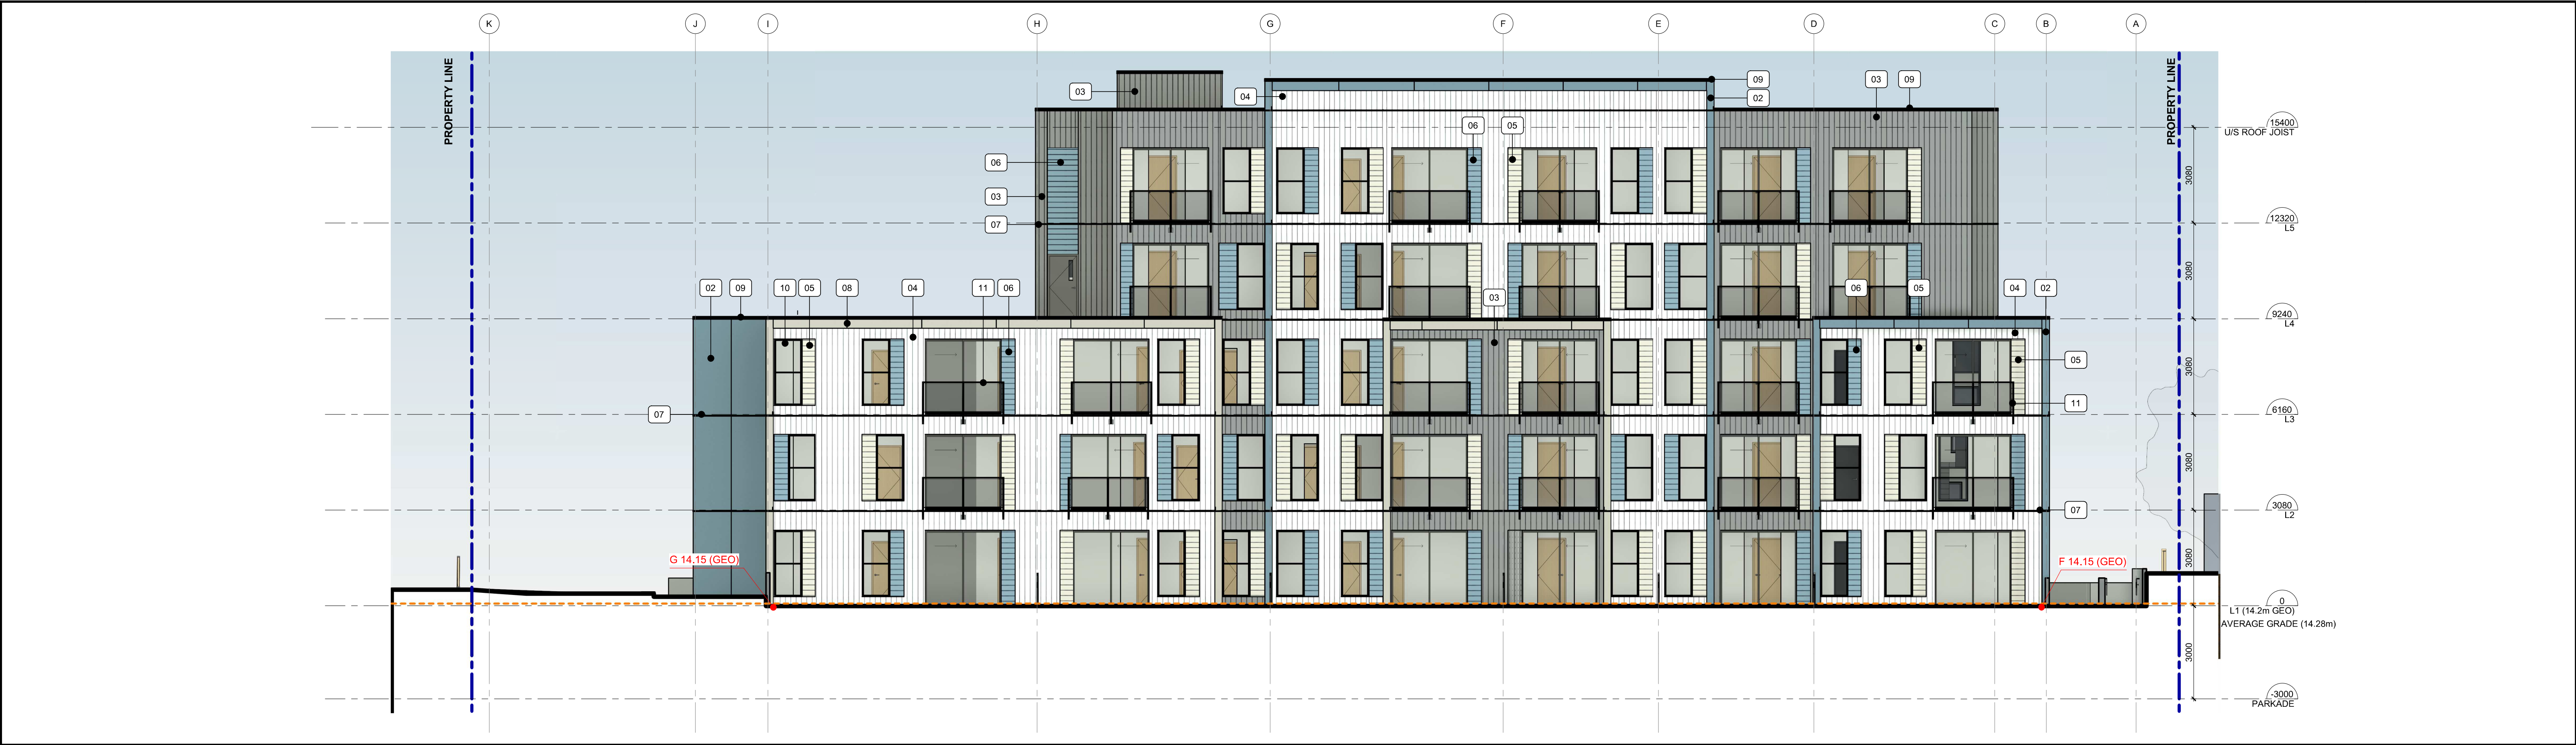 K
J
I
H
G
F
E
D
C
B
A
PROPERTY LINE
PROPERTY LINE
03
04
09
02
03
09
06
03
07
06
05
15400
U/S ROOF JOIST
3080
12320
L5
3080
02
09
10
05
08
04
11
06
03
06
05
04
02
9240
L4
05
3080
11
07
6160
L3
3080
07
3080
L2
3080
G 14.15 (GEO)
F 14.15 (GEO)
0
L1 (14.2m GEO)
AVERAGE GRADE (14.28m)
3000
-3000
PARKADE